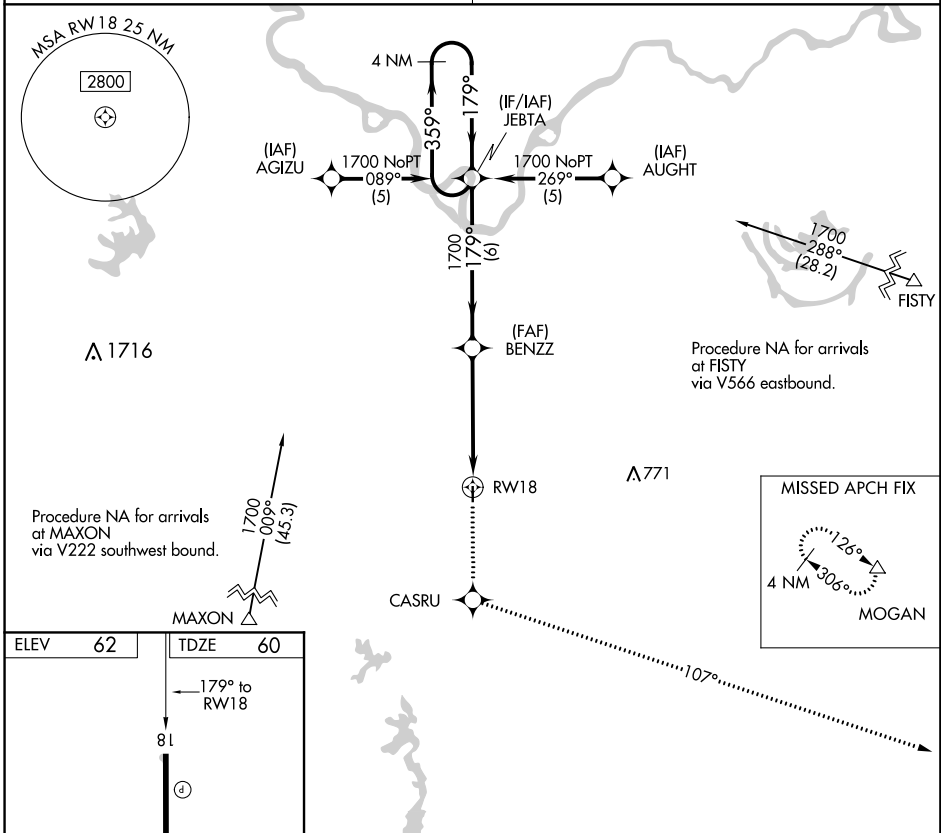 MSA RW18 25 NM
2800
4 NM
359°
179°
(IF/IAF)
JEBTA
(IAF)
AGIZU
1700 NoPT
089°
(5)
1700 NoPT
269°
(5)
(IAF)
AUGHT
1700
179°
(6)
1700
288°
(28.2)
FISTY
1716
(FAF)
BENZZ
Procedure NA for arrivals
at FISTY
via V566 eastbound.
RW18
771
Procedure NA for arrivals
at MAXON
via V222 southwest bound.
1700
009°
(45.3)
MAXON
CASRU
107°
MISSED APCH FIX
126°
4 NM
306°
MOGAN
ELEV 62
TDZE 60
179° to
RW18
18
P